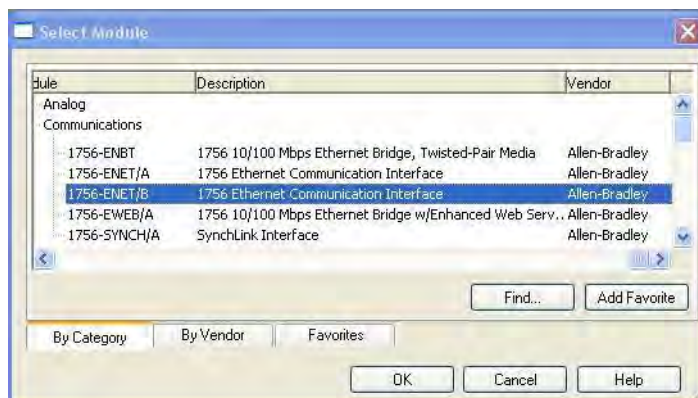 Select Module
dule Description Vendor
Analog
Communications
1756-ENBT 1756 10/100 Mbps Ethernet Bridge, Twisted-Pair Media Allen-Bradley
1756-ENET/A 1756 Ethernet Communication Interface Allen-Bradley
1756-ENET/B 1756 Ethernet Communication Interface Allen-Bradley
1756-EWEB/A 1756 10/100 Mbps Ethernet Bridge w/Enhanced Web Serv... Allen-Bradley
1756-SYNCH/A SynchLink Interface Allen-Bradley
Find... Add Favorite
By Category By Vendor Favorites
OK Cancel Help